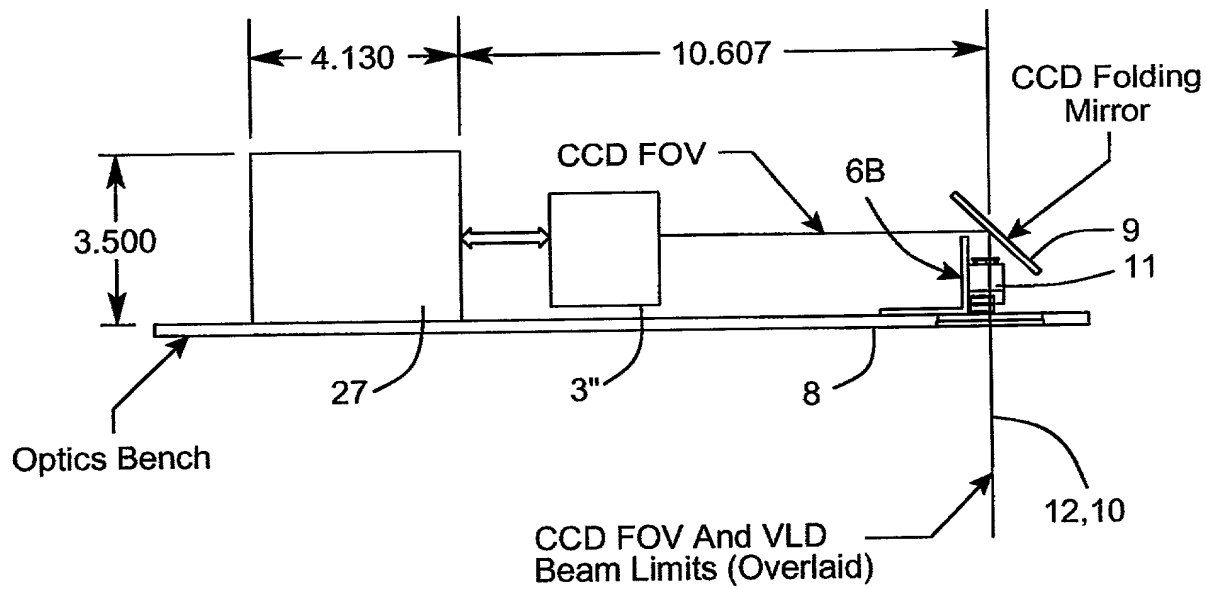 4.130
10.607
CCD Folding
Mirror
CCD FOV
6B
3.500
9
11
27
3"
8
Optics Bench
12,10
CCD FOV And VLD
Beam Limits (Overlaid)